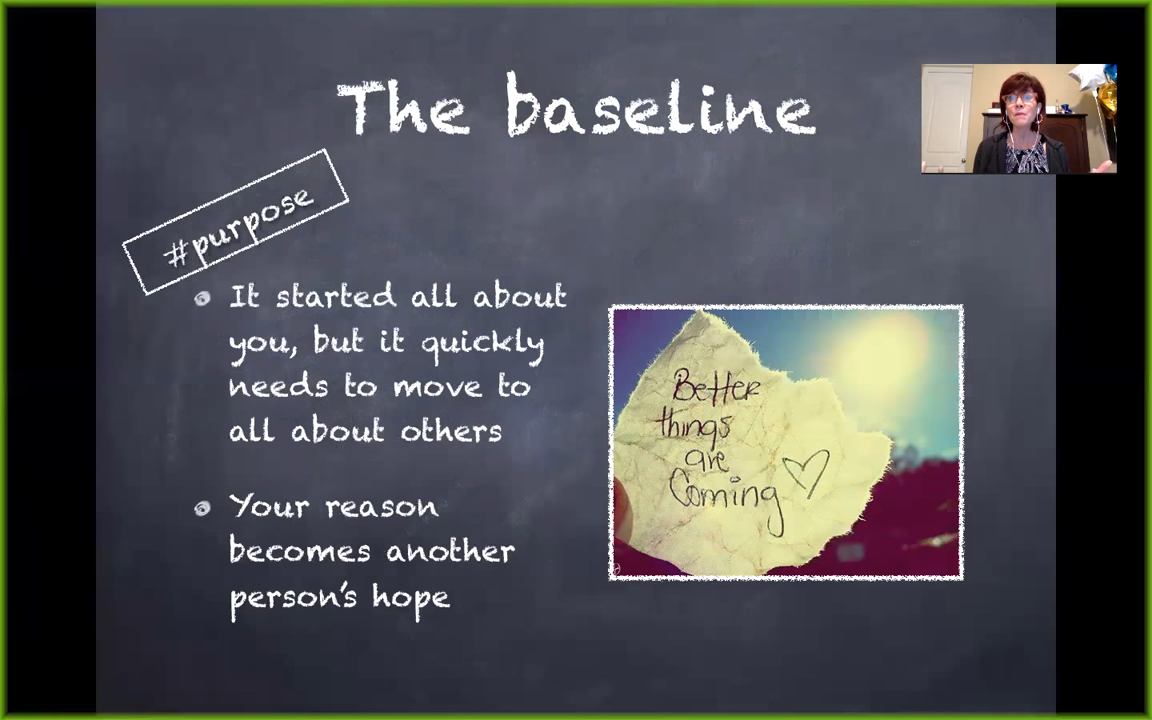 The baseline
#purpose
It started all about
you, but it quickly
needs to move to
all about others
Your reason
becomes another
person's hope
Better
things
are
Coming